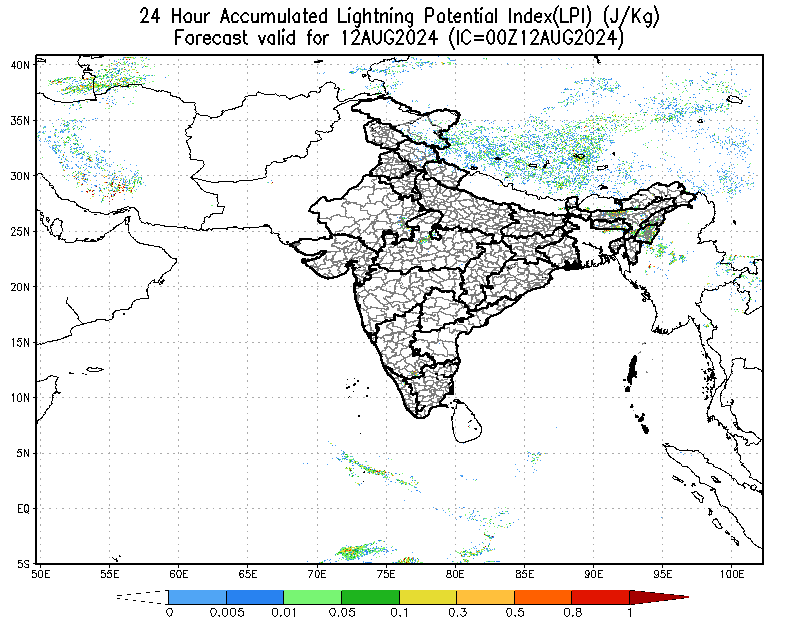 24 Hour Accumulated Lightning Potential Index(LPI) (J/Kg)
Forecast valid for 12AUG2024 (IC=00Z12AUG2024)
40N
35N
30N
25N
20N
15N
10N
5N
EQ
5S
50E 55E 60E 65E 70E 75E 80E 85E 90E 95E 100E
0 0.005 0.01 0.05 0.1 0.3 0.5 0.8 1